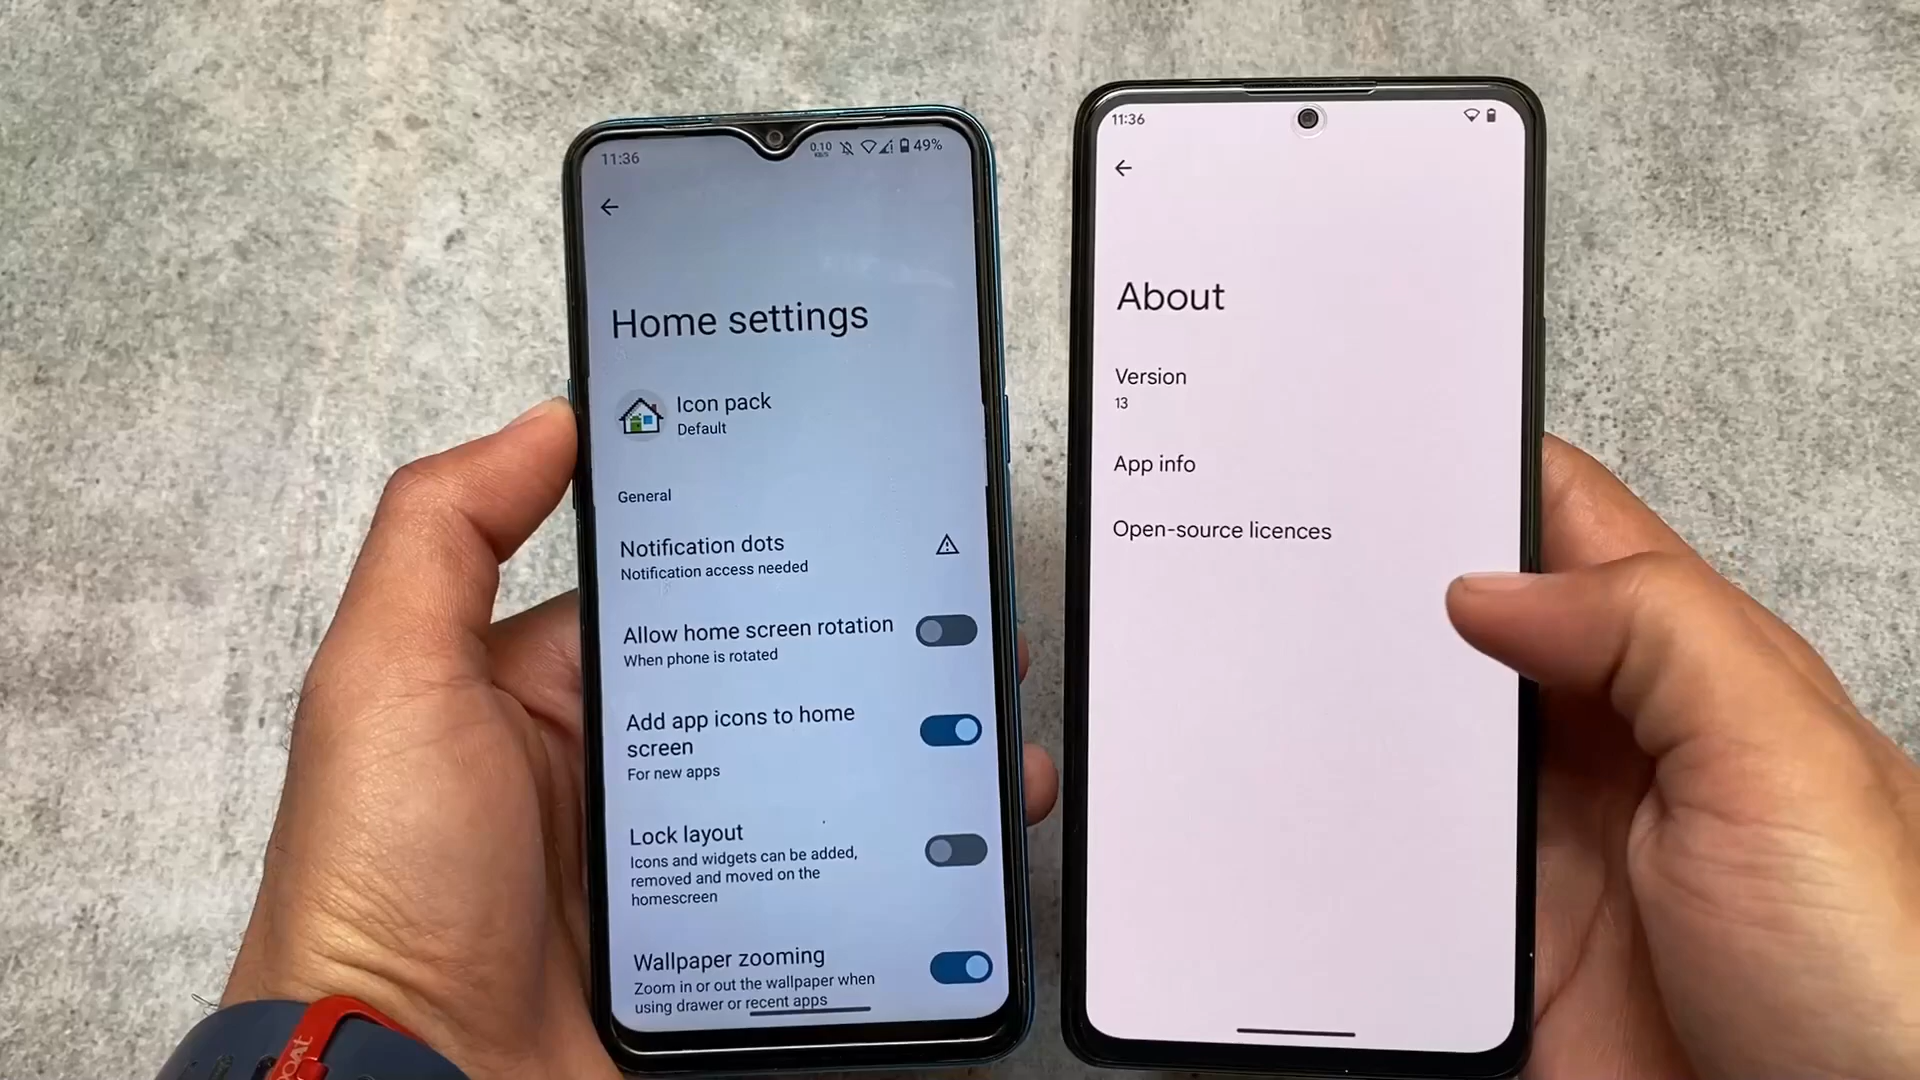 11:36
0.10
KB/S
49%
Home settings
Icon pack
Default
General
Notification dots
Notification access needed
Allow home screen rotation
When phone is rotated
Add app icons to home
screen
For new apps
Lock layout
Icons and widgets can be added,
removed and moved on the
homescreen
Wallpaper zooming
Zoom in or out the wallpaper when
using drawer or recent apps
11:36
About
Version
13
App info
Open-source licences